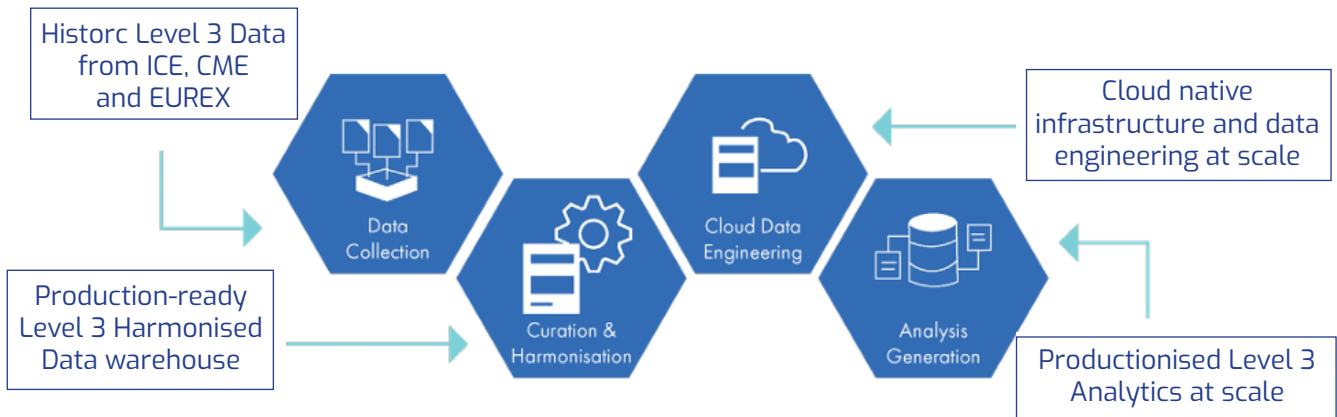 Historc Level 3 Data
from ICE, CME
and EUREX
Data
Collection
Production-ready
Level 3 Harmonised
Data warehouse
Curation &
Harmonisation
Cloud native
infrastructure and data
engineering at scale
Cloud Data
Engineering
Analysis
Generation
Productionised Level 3
Analytics at scale